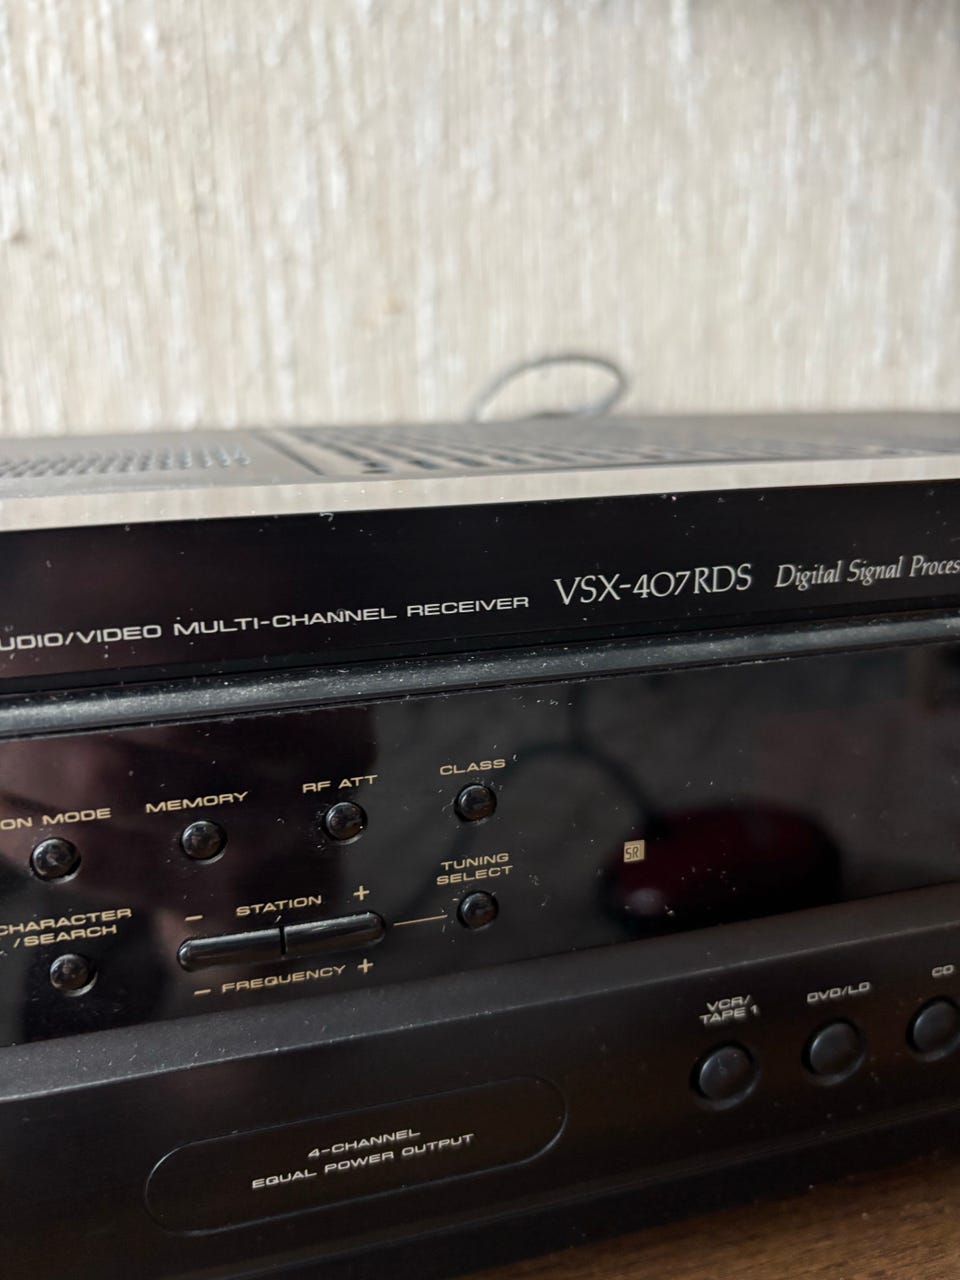 UDIO/VIDEO MULTI-CHANNEL RECEIVER VSX-407RDS Digital Signal Proces
ON MODE MEMORY RF ATT CLASS
CHARACTER
/SEARCH
− STATION +
− FREQUENCY +
TUNING
SELECT
SR
VCR/
TAPE 1
DVD/LD
CD
4-CHANNEL
EQUAL POWER OUTPUT